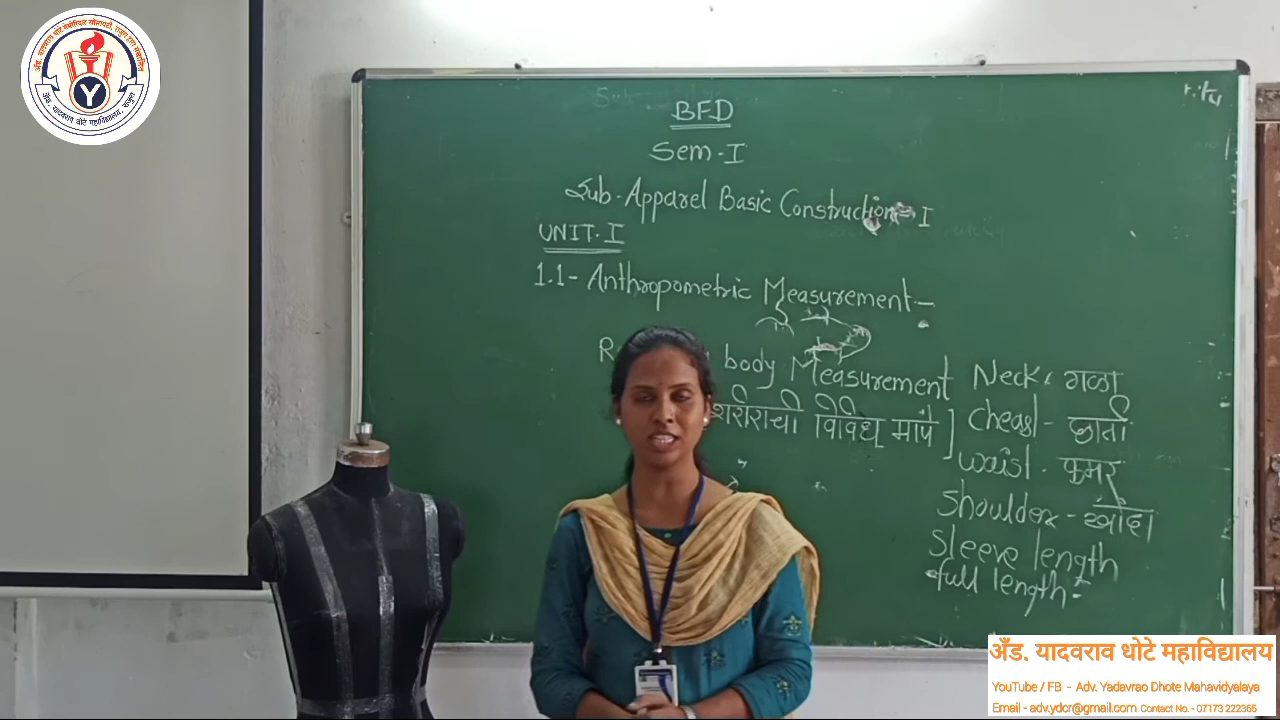 BFD
Sem-I
Sub-Apparel Basic Construction-I
UNIT-I
1.1- Anthropometric Measurement-
body Measurement
शरीराची विविध मापे
Neck गळा
Cheast - छाती
waist - कमर
Shoulder - खांदा
Sleeve length
full length-
Y
अँड. यादवराव धोटे महाविद्यालय
YouTube / FB - Adv. Yadavrao Dhote Mahavidyalaya
Email - adv.ydcr@gmail.com Contact No. - 07173 222365